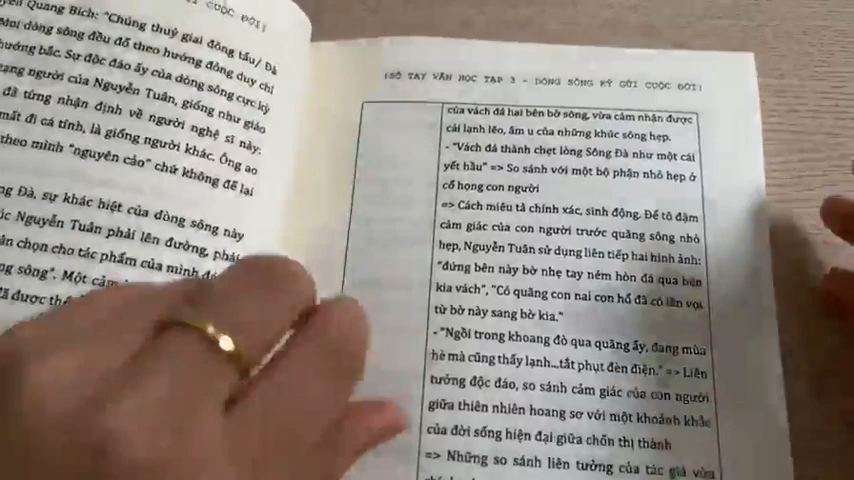 CUỘC ĐỜI|
Quang Bích: "Chúng thuỷ giai đông tẩu/ Đà
Mọi dòng sông đều đổ theo hướng đông duy chỉ
hướng bắc. Sự độc đáo ấy của dòng sông cực kỳ
người của Nguyễn Tuân, giống như giáo
đã từng nhận định về người nghệ sĩ này:
mất đi cá tính, là giống người khác. Ông ao
theo mình "nguyên cảo" chứ không để lại
Đà, sự khác biệt của dòng sông này
Nguyễn Tuân phải lên đường, phải
chọn cho tác phẩm của mình
sông". Một
đã được
|SỔ TAY VĂN HỌC TẬP 3 - DÒNG SÔNG KÝ GỬI CUỘC ĐỜI|
của vách đá hai bên bờ sông, vừa cảm nhận được
cái lạnh lẽo, âm u của những khúc sông hẹp.
- "Vách đá thành chẹt lòng Sông Đà như một cái
yết hầu" => So sánh với một bộ phận nhỏ hẹp ở
cổ họng con người
=> Cách miêu tả chính xác, sinh động. Để tô đậm
cảm giác của con người trước quãng sông nhỏ
hẹp, Nguyễn Tuân sử dụng liên tiếp hai hình ảnh:
"đứng bên này bờ nhẹ tay ném hòn đá qua bên
kia vách", "Có quãng con nai con hổ đã có lần vọt
từ bờ này sang bờ kia."
- "Ngồi trong khoang đò qua quãng ấy, đang mùa
hè mà cũng thấy lạnh...tắt phụt đèn điện." => Liên
tưởng độc đáo, so sánh cảm giác của con người
giữa thiên nhiên hoang sơ với một khoảnh khắc
của đời sống hiện đại giữa chốn thị thành
=> Những so sánh liên tưởng của tác giả vừa